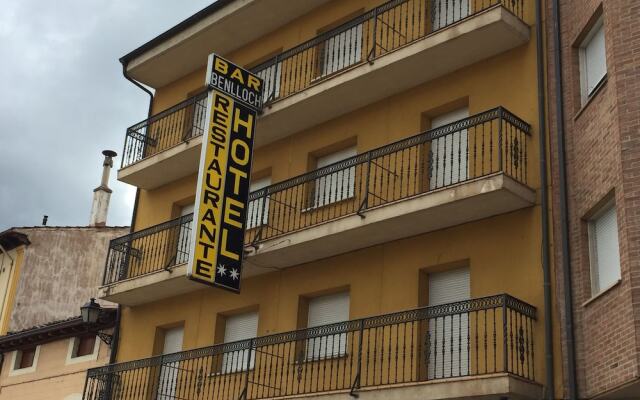 BAR
BENLLOCH
RESTAURANTE
HOTEL
**